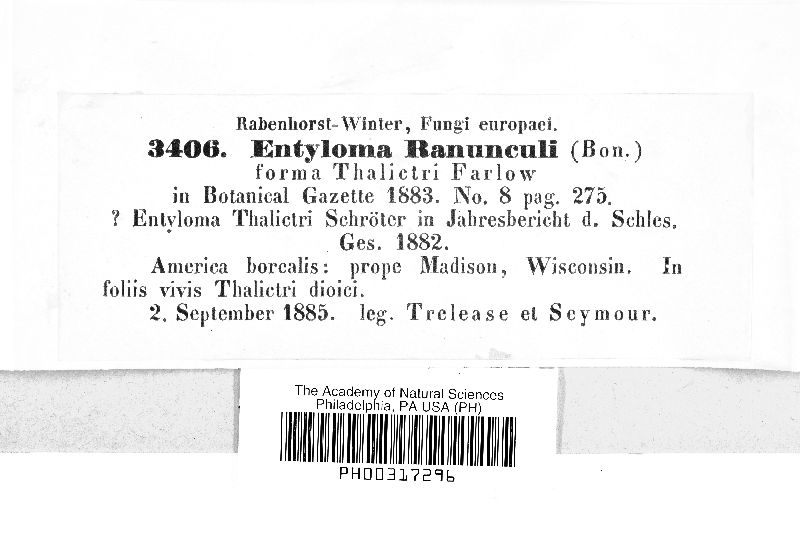 Rabenhorst-Winter, Fungi europaei.
3406. Entyloma Ranunculi (Bon.)
forma Thalictri Farlow
in Botanical Gazette 1883. No. 8 pag. 275.
? Entyloma Thalictri Schröter in Jahresbericht d. Schles.
Ges. 1882.
America borealis: prope Madison, Wisconsin. In
foliis vivis Thalictri dioici.
2. September 1885. leg. Trelease et Seymour.
The Academy of Natural Sciences
Philadelphia, PA USA (PH)
PH00317296